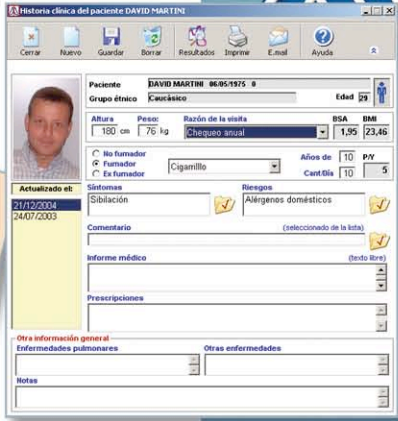 Historia clínica del paciente DAVID MARTINI
Cerrar Nuevo Guardar Borrar Resultados Imprime E.mail Ayuda
Paciente DAVID MARTINI 06/05/1975 0
Grupo étnico Caucásico Edad 29
Altura Peso: Razón de la visita BSA BMI
180 cm 76 kg Chequeo anual 1,95 23,46
No fumador
Fumador
Ex fumador
Cigarrillo
Años de 10 P/Y
Cant/Dia 10 5
Actualizado el:
21/12/2004
24/07/2003
Síntomas Riesgos
Sibilación Alérgenos domésticos
Comentario (seleccionado de la lista)
Informe médico (texto libre)
Prescripciones
Otra información general
Enfermedades pulmonares Otras enfermedades
Notas